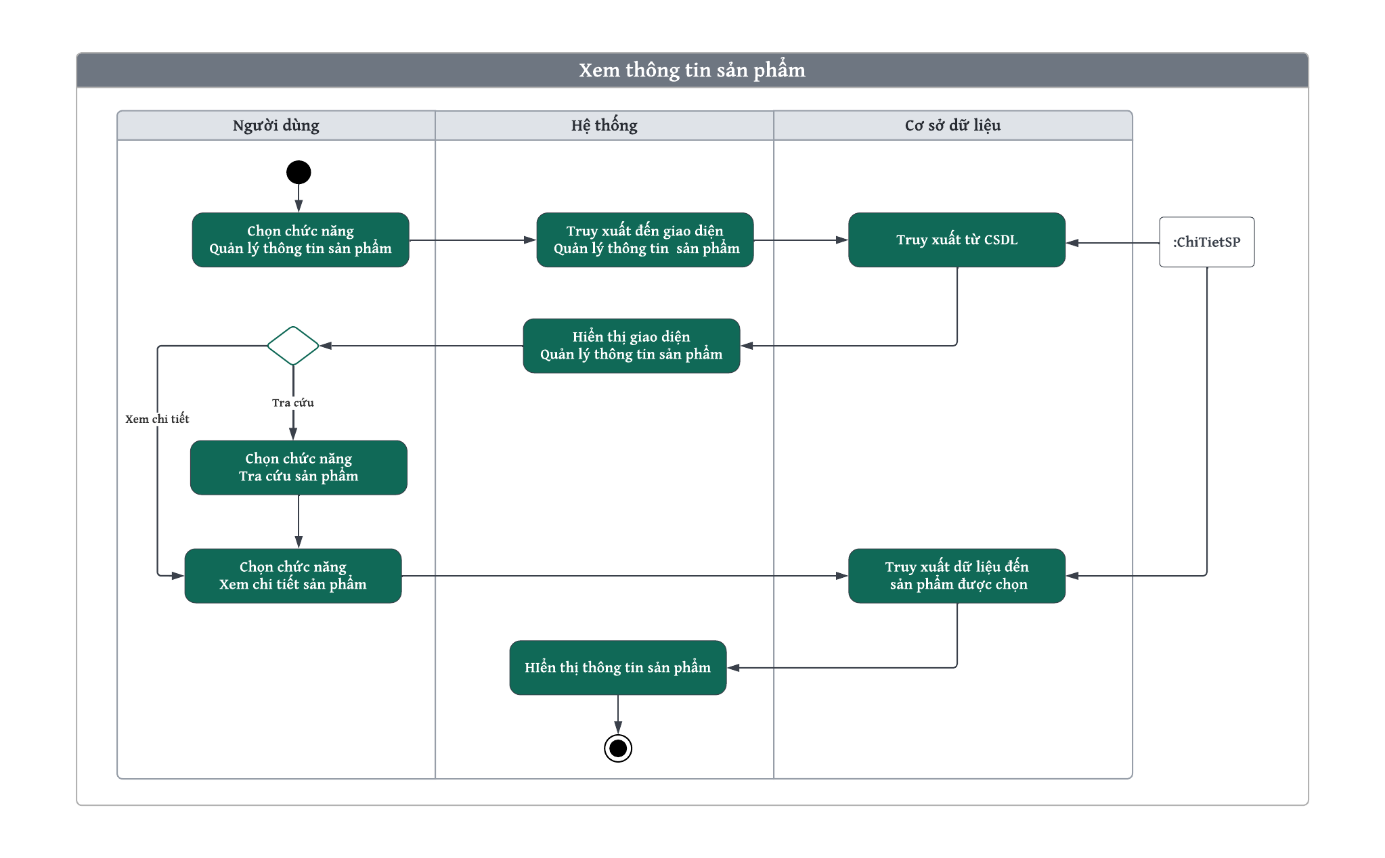 Xem thông tin sản phẩm
Người dùng
Hệ thống
Cơ sở dữ liệu
Chọn chức năng
Quản lý thông tin sản phẩm
Truy xuất đến giao diện
Quản lý thông tin  sản phẩm
Truy xuất từ CSDL
:ChiTietSP
Hiển thị giao diện
Quản lý thông tin sản phẩm
Tra cứu
Xem chi tiết
Chọn chức năng
Tra cứu sản phẩm
Chọn chức năng
Xem chi tiết sản phẩm
Truy xuất dữ liệu đến
sản phẩm được chọn
HIển thị thông tin sản phẩm